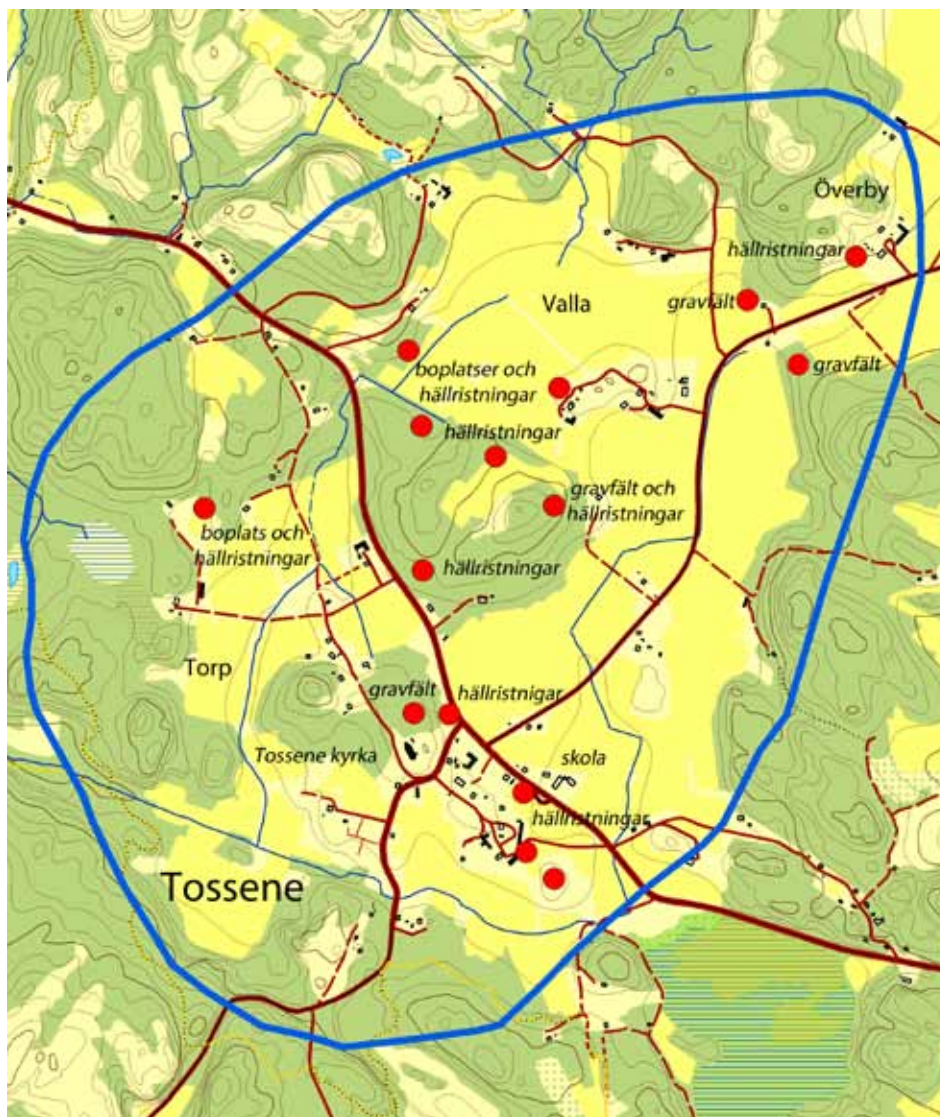 Överby
hällristningar
gravfält
Valla
boplatser och
hällristningar
gravfält
hällristningar
gravfält och
hällristningar
boplats och
hällristningar
hällristningar
Torp
gravfält
hällristnigar
Tossene kyrka
skola
hällristningar
Tossene